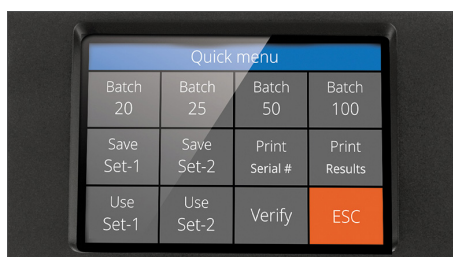 Quick menu
Batch Batch Batch Batch
20 25 50 100
Save Save Print Print
Set-1 Set-2 Serial # Results
Use Use Verify ESC
Set-1 Set-2